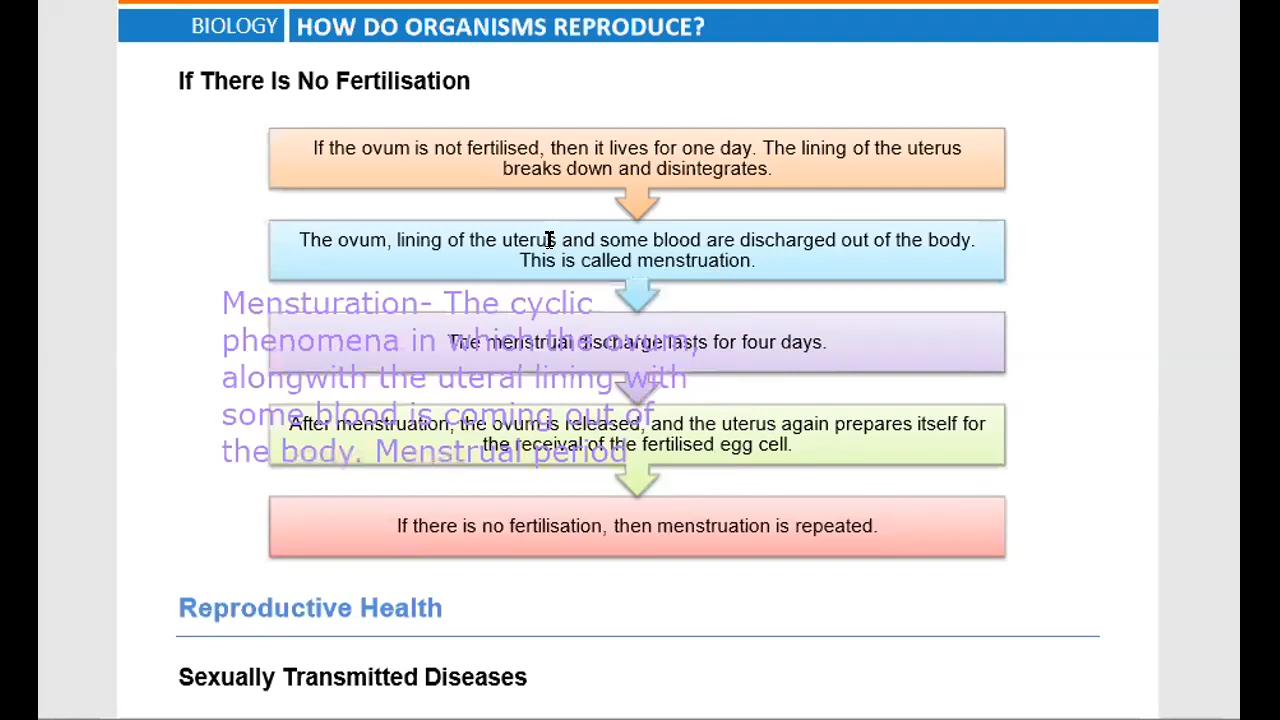 BIOLOGY HOW DO ORGANISMS REPRODUCE?
If There Is No Fertilisation
If the ovum is not fertilised, then it lives for one day. The lining of the uterus
breaks down and disintegrates.
The ovum, lining of the uterus and some blood are discharged out of the body.
This is called menstruation.
Mensturation- The cyclic
phenomena in which the ovum,
alongwith the uteral lining with
some blood is coming out of
the body. Menstrual period
The menstrual discharge lasts for four days.
After menstruation, the ovum is released, and the uterus again prepares itself for
the receival of the fertilised egg cell.
If there is no fertilisation, then menstruation is repeated.
Reproductive Health
Sexually Transmitted Diseases